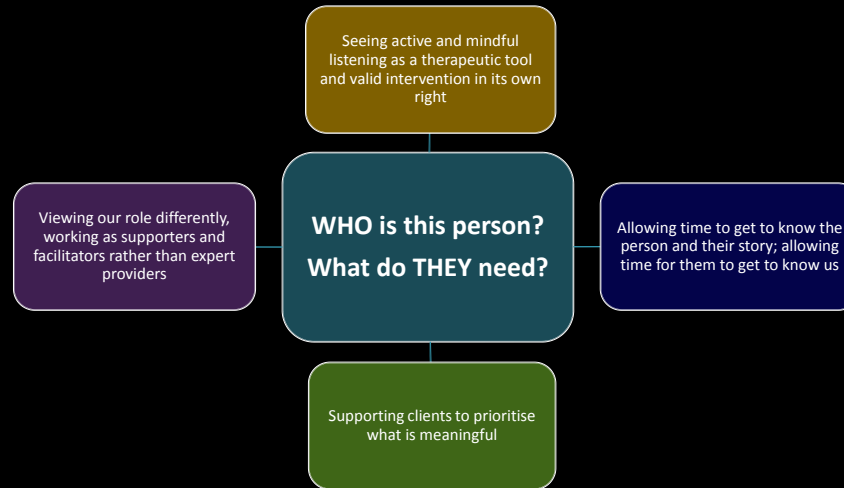 Seeing active and mindful
listening as a therapeutic tool
and valid intervention in its own
right
Viewing our role differently,
working as supporters and
facilitators rather than expert
providers
WHO is this person?
What do THEY need?
Allowing time to get to know the
person and their story; allowing
time for them to get to know us
Supporting clients to prioritise
what is meaningful